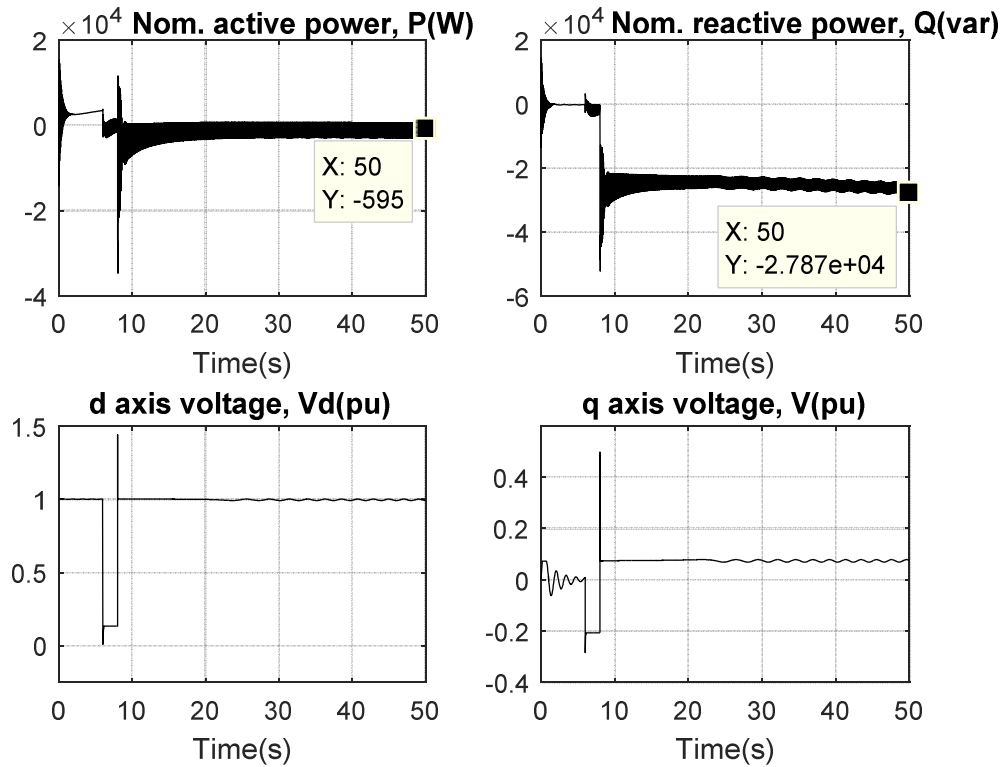 ×10⁴ Nom. active power, P(W)
2
0
-2
-4
X: 50
Y: -595
0 10 20 30 40 50
Time(s)
×10⁴ Nom. reactive power, Q(var)
2
0
-2
-4
-6
X: 50
Y: -2.787e+04
0 10 20 30 40 50
Time(s)
d axis voltage, Vd(pu)
1.5
1
0.5
0
0 10 20 30 40 50
Time(s)
q axis voltage, V(pu)
0.4
0.2
0
-0.2
-0.4
0 10 20 30 40 50
Time(s)